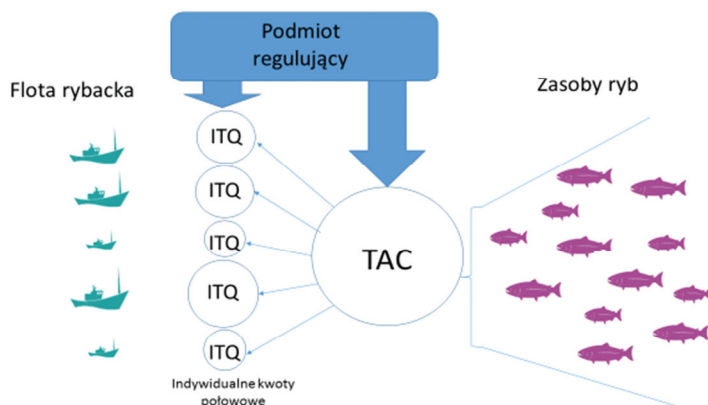 Podmiot
regulujący
Flota rybacka
Zasoby ryb
ITQ
ITQ
ITQ
TAC
ITQ
ITQ
Indywidualne kwoty
połowowe